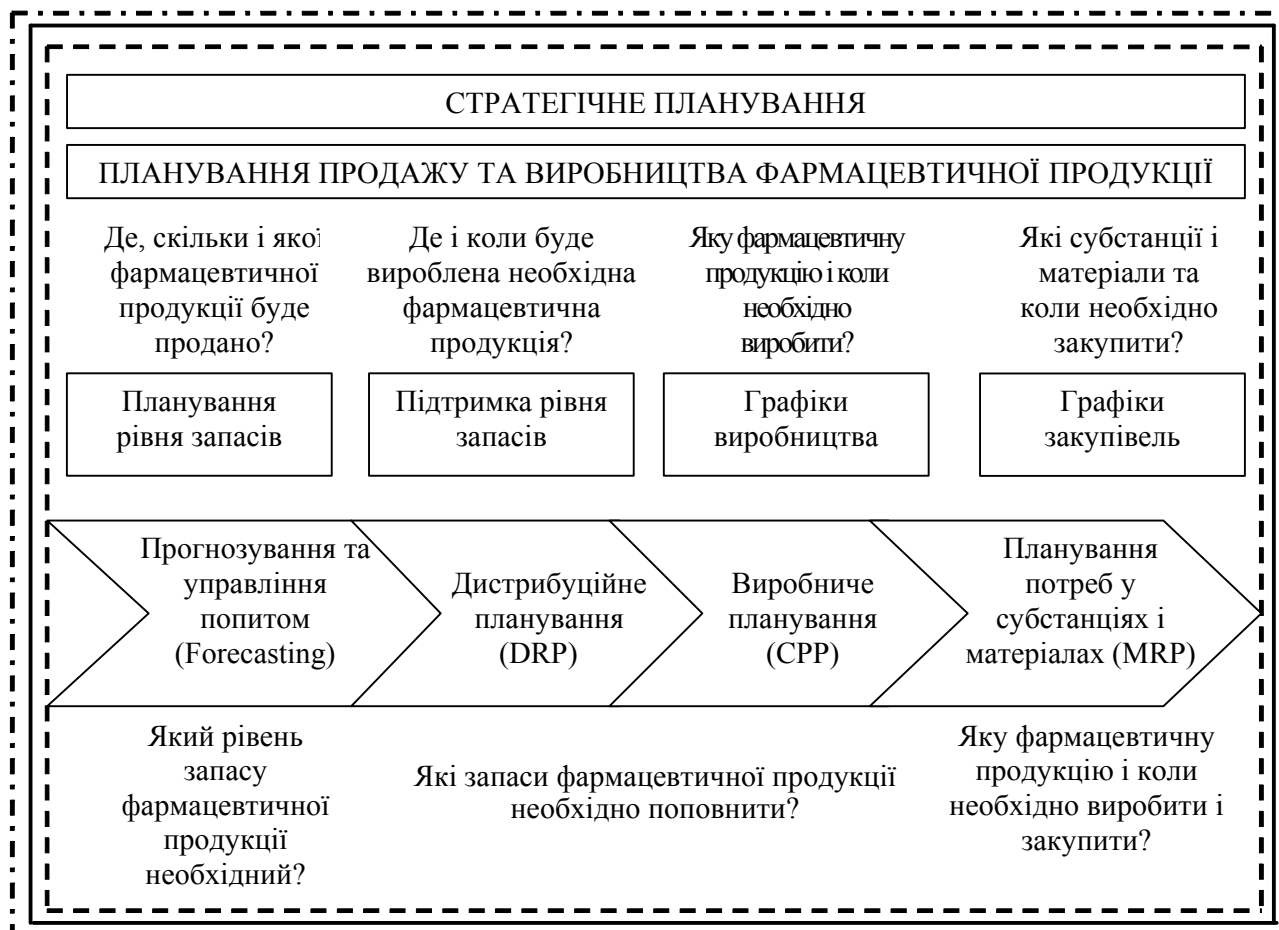 СТРАТЕГІЧНЕ ПЛАНУВАННЯ
ПЛАНУВАННЯ ПРОДАЖУ ТА ВИРОБНИЦТВА ФАРМАЦЕВТИЧНОЇ ПРОДУКЦІЇ
Де, скільки і якої
фармацевтичної
продукції буде
продано?
Де і коли буде
вироблена необхідна
фармацевтична
продукція?
Яку фармацевтичну
продукцію і коли
необхідно
виробити?
Які субстанції і
матеріали та
коли необхідно
закупити?
Планування
рівня запасів
Підтримка рівня
запасів
Графіки
виробництва
Графіки
закупівель
Прогнозування та
управління
попитом
(Forecasting)
Дистрибуційне
планування
(DRP)
Виробниче
планування
(CPP)
Планування
потреб у
субстанціях і
матеріалах (MRP)
Який рівень
запасу
фармацевтичної
продукції
необхідний?
Які запаси фармацевтичної продукції
необхідно поповнити?
Яку фармацевтичну
продукцію і коли
необхідно виробити і
закупити?